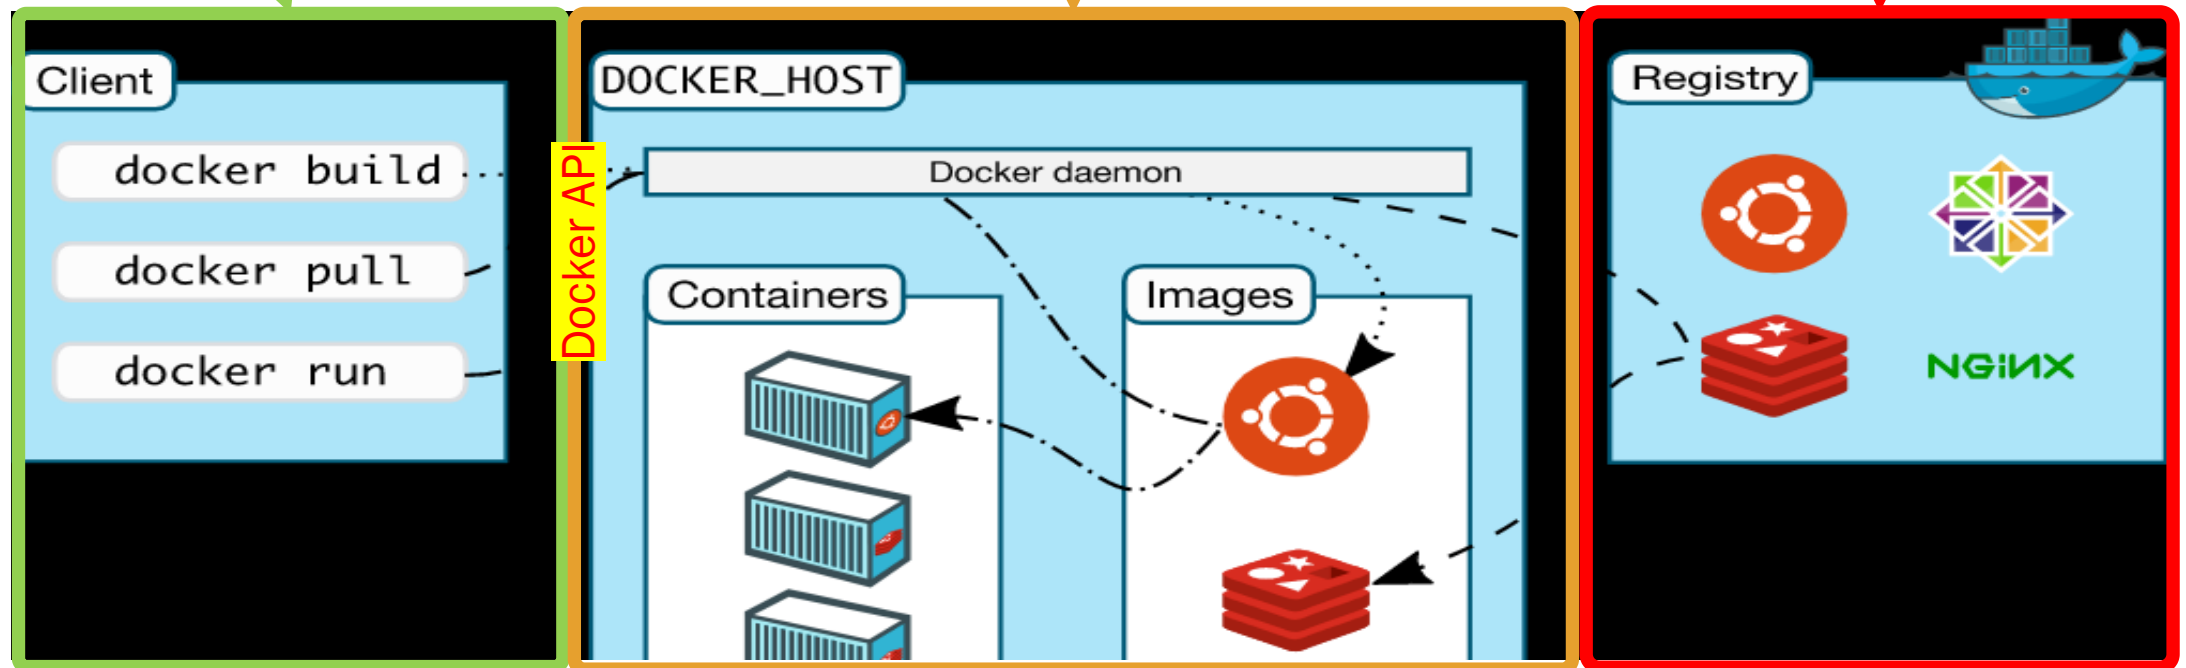 Client
docker build
docker pull
docker run
Docker API
DOCKER_HOST
Docker daemon
Containers
Images
Registry
NGiNX